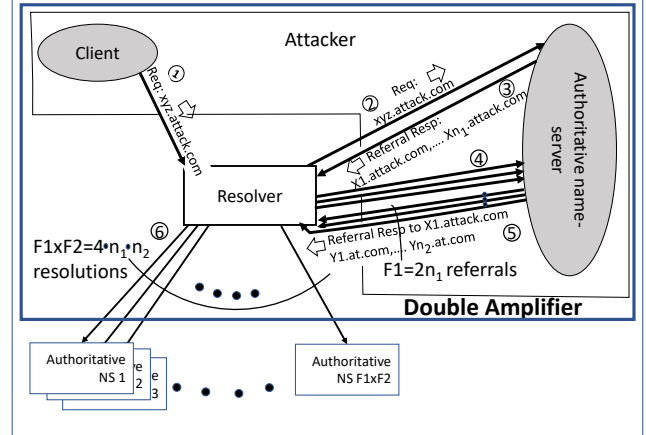 Attacker
Client
①
Req: xyz.attack.com
②
Req:
xyz.attack.com
③
Referral Resp:
X1.attack.com,.... Xn1.attack.com
Authoritative name-
server
Resolver
④
⑤
Referral Resp to X1.attack.com
Y1.at.com,.... Yn2.at.com
F1=2n1 referrals
⑥
F1xF2=4•n1•n2
resolutions
Double Amplifier
Authoritative
NS 1
e
2
e
3
Authoritative
NS F1xF2